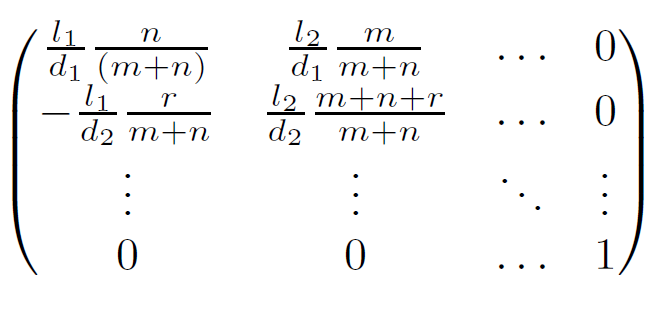 \begin{pmatrix}
\frac{l_1}{d_1}\frac{n}{(m+n)} & \frac{l_2}{d_1}\frac{m}{m+n} & \dots & 0 \\
-\frac{l_1}{d_2}\frac{r}{m+n} & \frac{l_2}{d_2}\frac{m+n+r}{m+n} & \dots & 0 \\
\vdots & \vdots & \ddots & \vdots \\
0 & 0 & \dots & 1
\end{pmatrix}